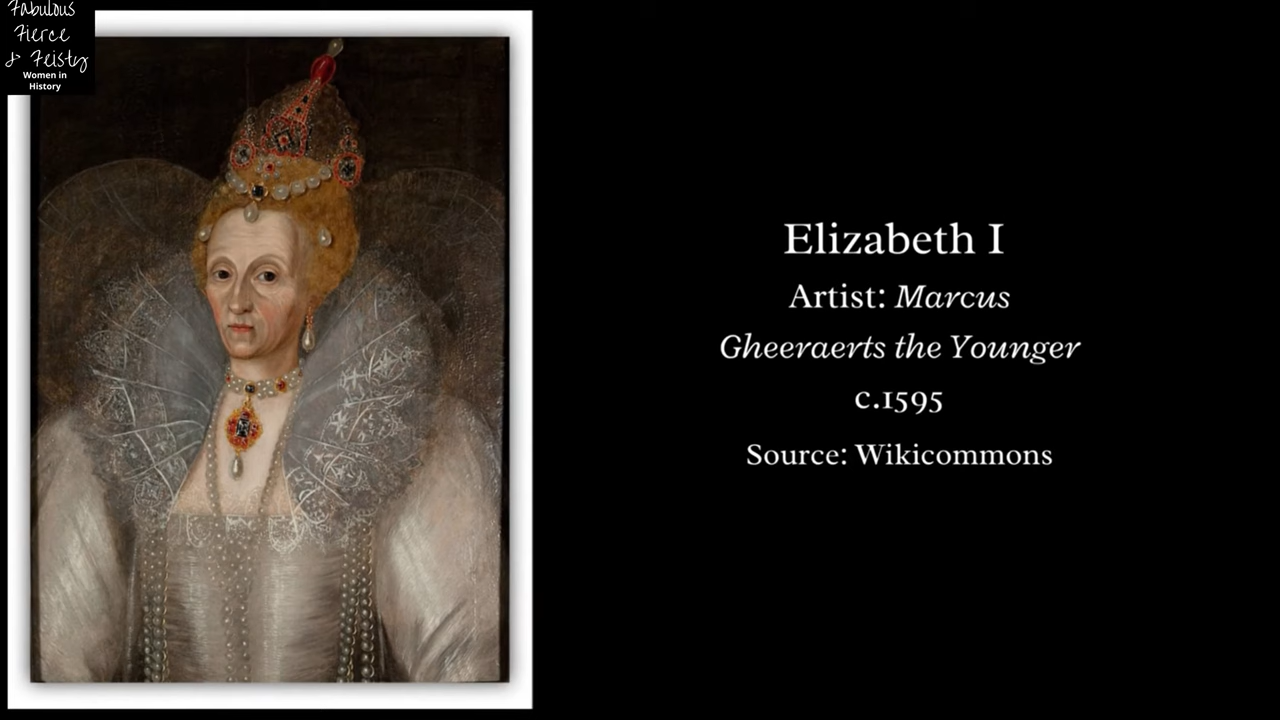 Fabulous
Fierce
& Feisty
Women in
History
Elizabeth I
Artist: Marcus
Gheeraerts the Younger
c.1595
Source: Wikicommons